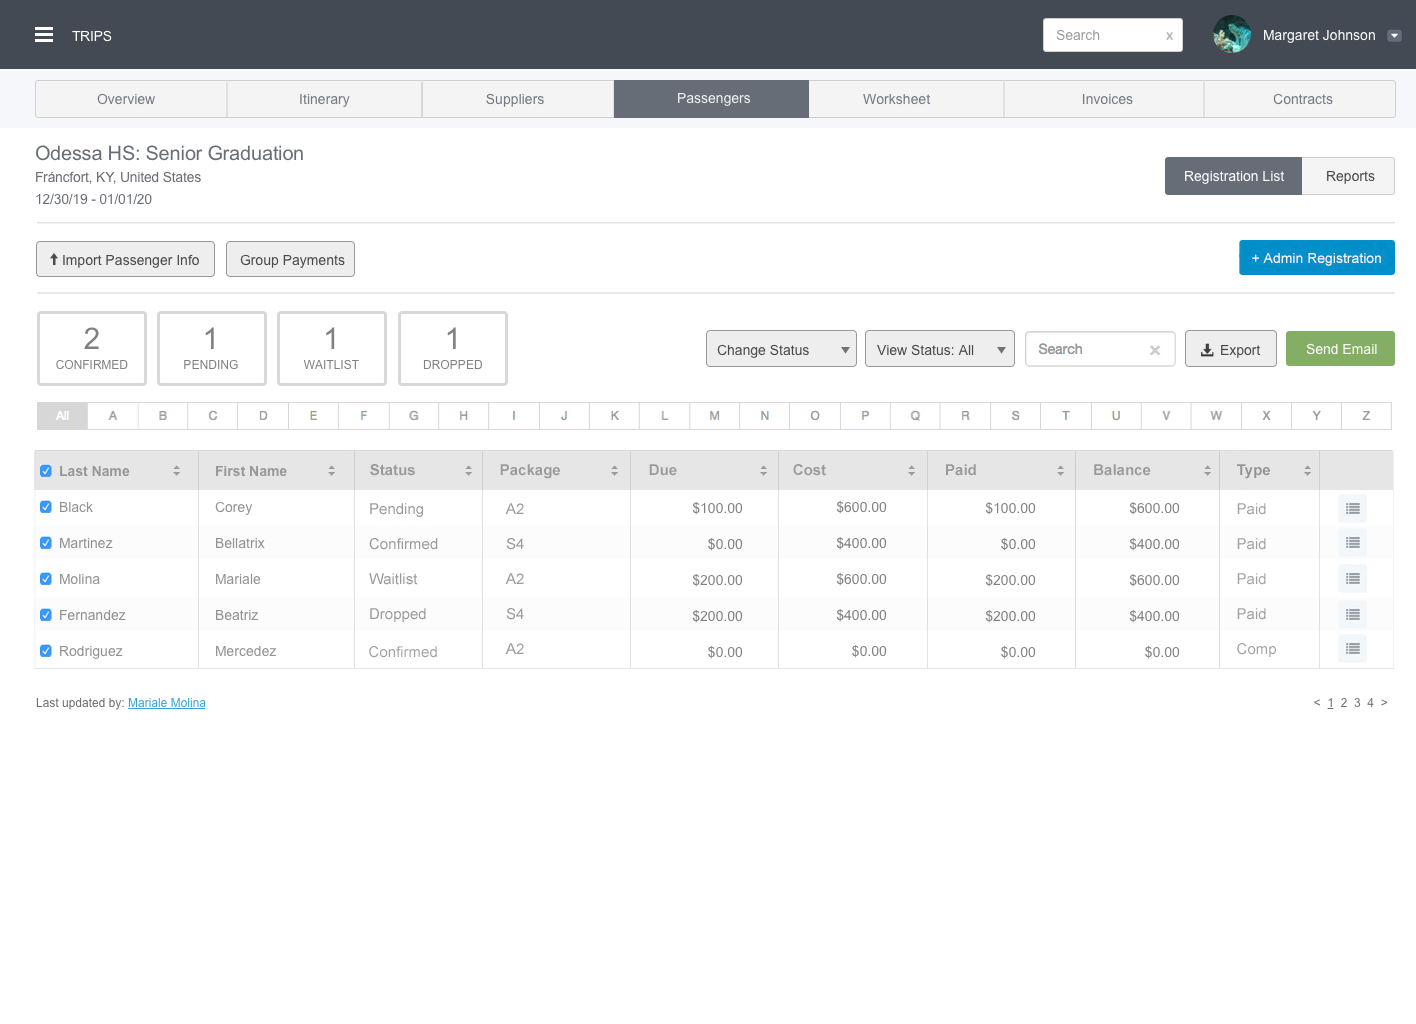 TRIPS Search x Margaret Johnson
Overview Itinerary Suppliers Passengers Worksheet Invoices Contracts
Odessa HS: Senior Graduation
Fráncfort, KY, United States
12/30/19 - 01/01/20
Registration List Reports
Import Passenger Info Group Payments + Admin Registration
2 1 1 1
CONFIRMED PENDING WAITLIST DROPPED
Change Status View Status: All Search Export Send Email
All A B C D E F G H I J K L M N O P Q R S T U V W X Y Z
Last Name First Name Status Package Due Cost Paid Balance Type
Black Corey Pending A2 $100.00 $600.00 $100.00 $600.00 Paid
Martinez Bellatrix Confirmed S4 $0.00 $400.00 $0.00 $400.00 Paid
Molina Mariale Waitlist A2 $200.00 $600.00 $200.00 $600.00 Paid
Fernandez Beatriz Dropped S4 $200.00 $400.00 $200.00 $400.00 Paid
Rodriguez Mercedez Confirmed A2 $0.00 $0.00 $0.00 $0.00 Comp
Last updated by: Mariale Molina < 1 2 3 4 >